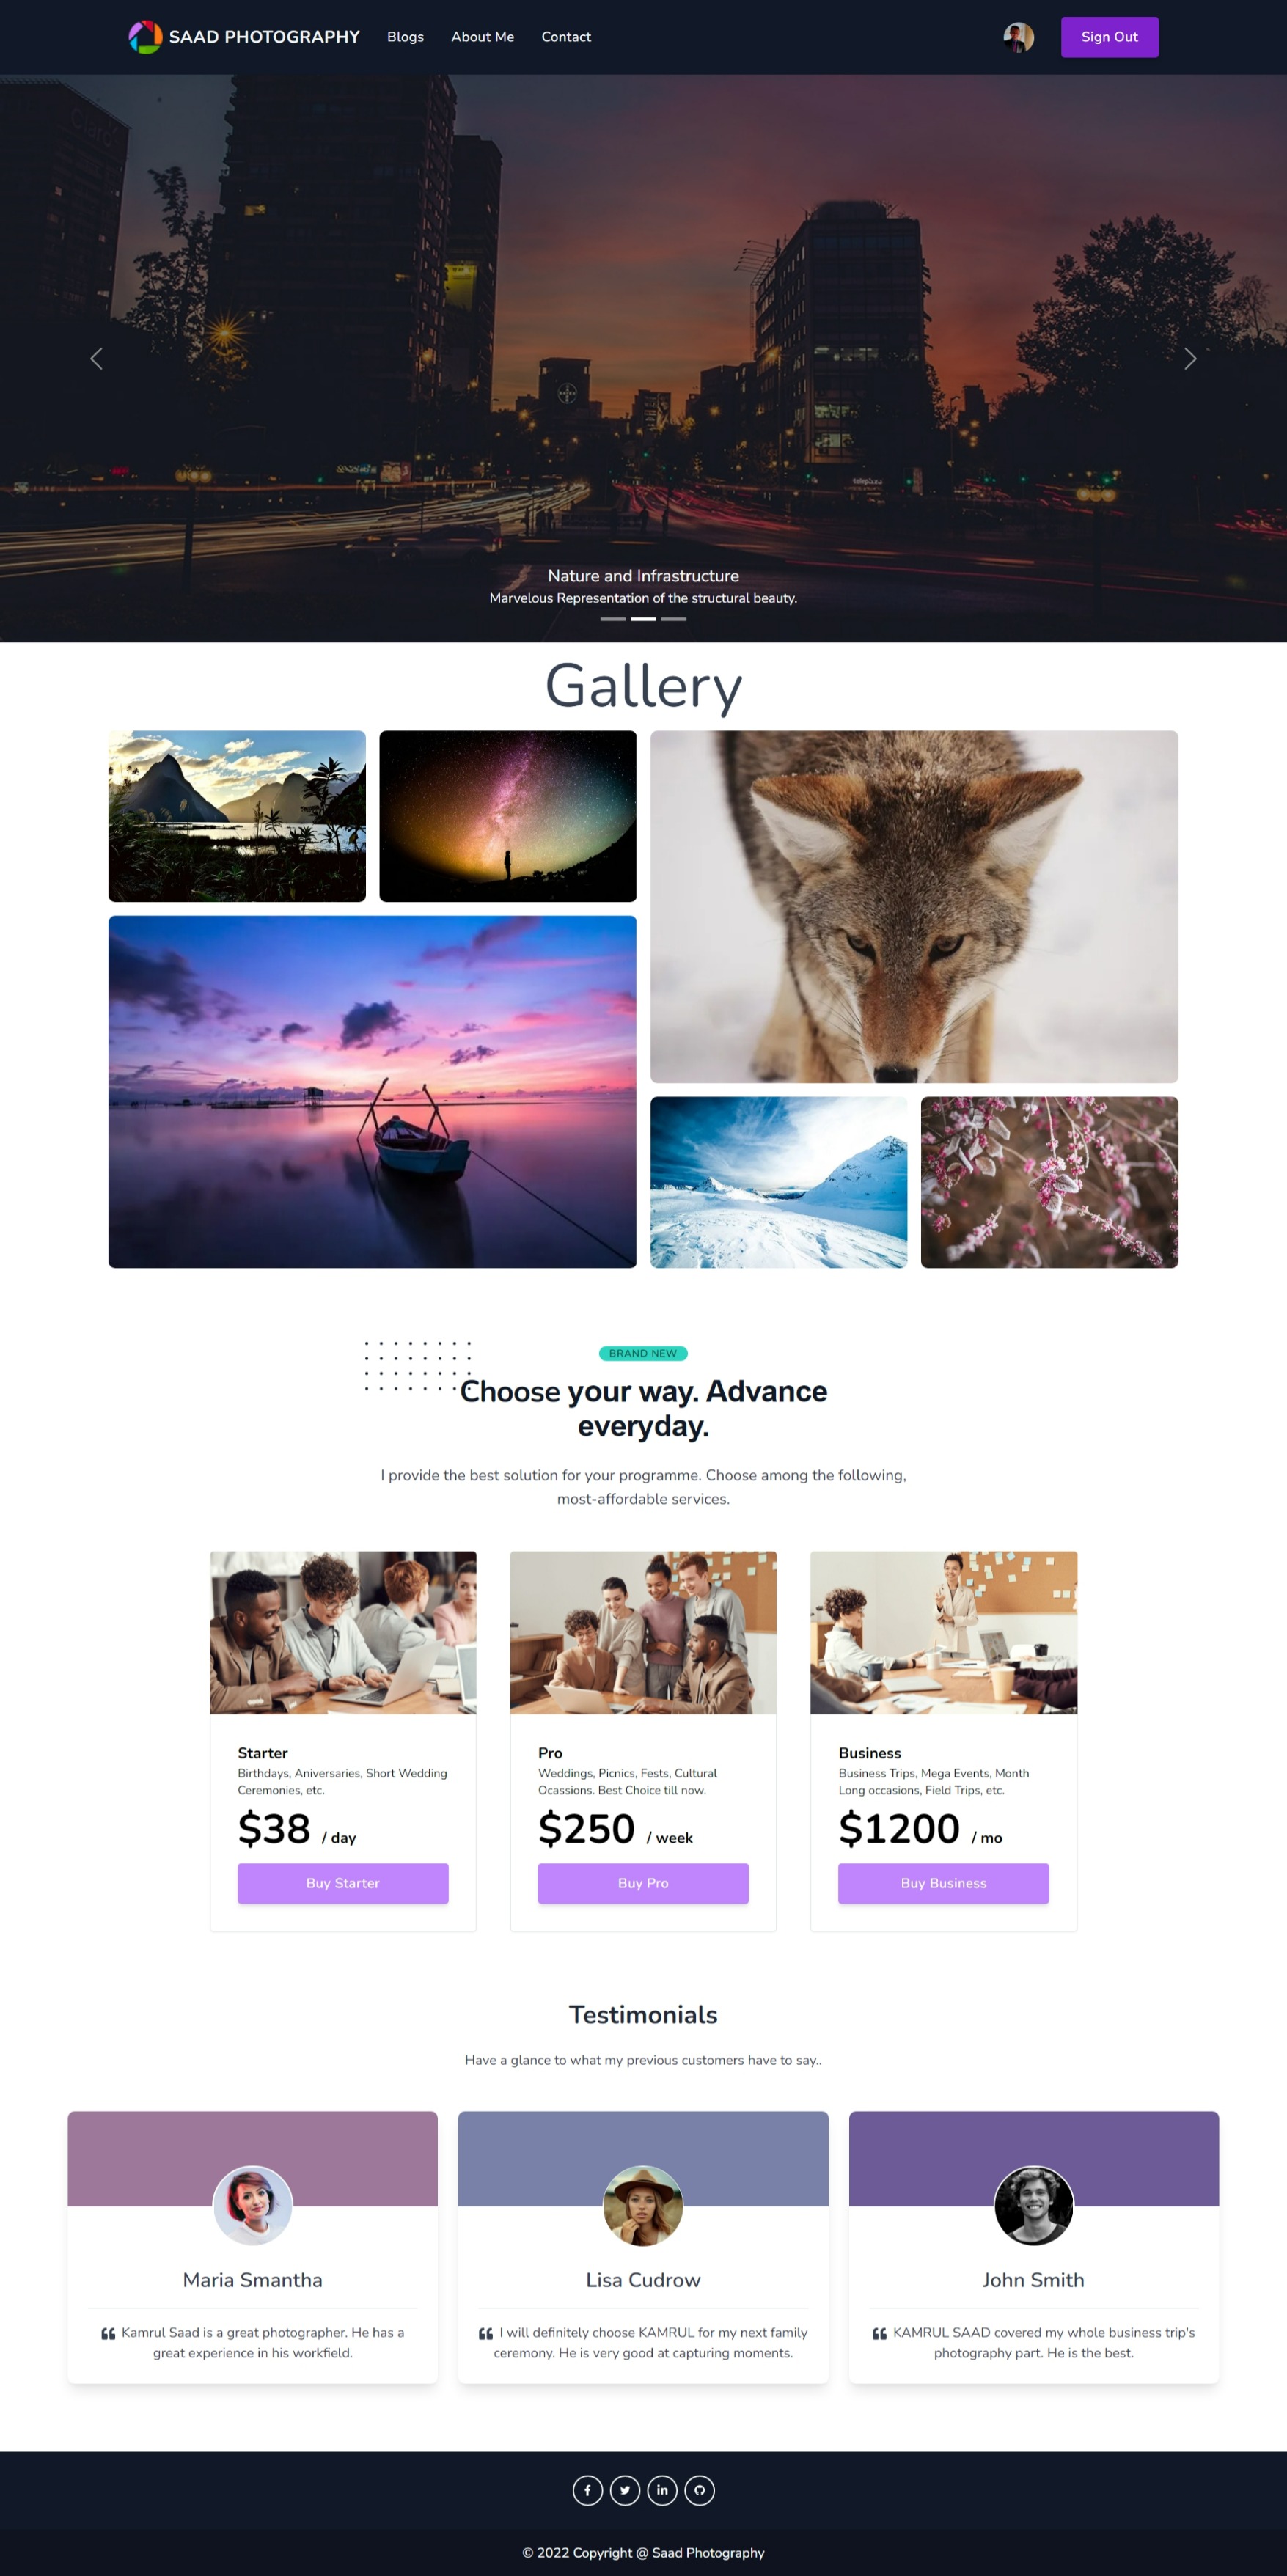 SAAD PHOTOGRAPHY
Blogs
About Me
Contact
Sign Out
Claro
BAYER
Nature and Infrastructure
Marvelous Representation of the structural beauty.
Gallery
BRAND NEW
Choose your way. Advance
everyday.
I provide the best solution for your programme. Choose among the following,
most-affordable services.
Starter
Birthdays, Aniversaries, Short Wedding
Ceremonies, etc.
$38 / day
Buy Starter
Pro
Weddings, Picnics, Fests, Cultural
Ocassions. Best Choice till now.
$250 / week
Buy Pro
Business
Business Trips, Mega Events, Month
Long occasions, Field Trips, etc.
$1200 / mo
Buy Business
Testimonials
Have a glance to what my previous customers have to say..
Maria Smantha
“ Kamrul Saad is a great photographer. He has a
great experience in his workfield.
Lisa Cudrow
“ I will definitely choose KAMRUL for my next family
ceremony. He is very good at capturing moments.
John Smith
“ KAMRUL SAAD covered my whole business trip's
photography part. He is the best.
© 2022 Copyright @ Saad Photography